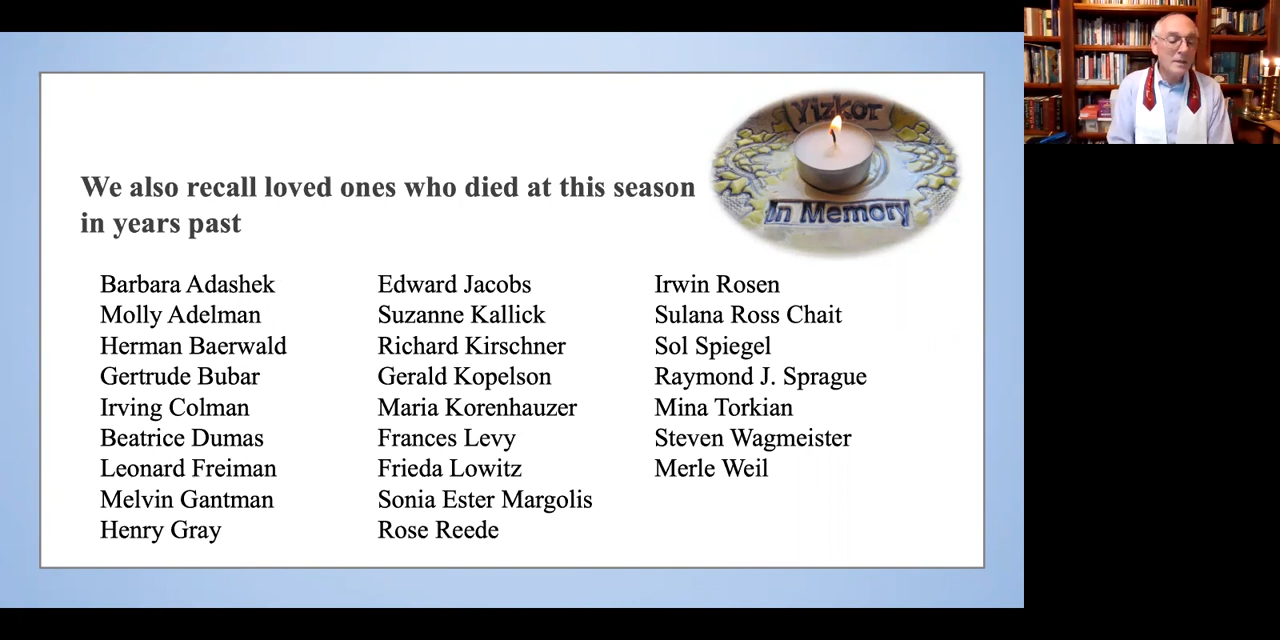 Yizkor
In Memory
We also recall loved ones who died at this season
in years past
Barbara Adashek
Molly Adelman
Herman Baerwald
Gertrude Bubar
Irving Colman
Beatrice Dumas
Leonard Freiman
Melvin Gantman
Henry Gray
Edward Jacobs
Suzanne Kallick
Richard Kirschner
Gerald Kopelson
Maria Korenhauzer
Frances Levy
Frieda Lowitz
Sonia Ester Margolis
Rose Reede
Irwin Rosen
Sulana Ross Chait
Sol Spiegel
Raymond J. Sprague
Mina Torkian
Steven Wagmeister
Merle Weil